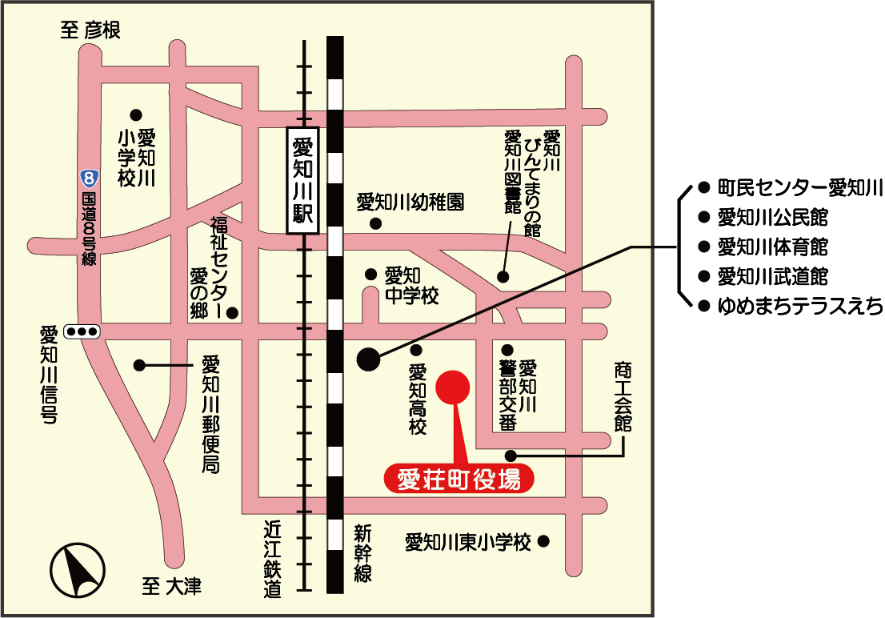 至 彦根
愛知川
小学校
8
国道8号線
愛知川駅
愛知川幼稚園
愛知川
びんてまりの館
愛知川図書館
町民センター愛知川
愛知川公民館
愛知川体育館
愛知川武道館
ゆめまちテラスえち
福祉センター
愛の郷
愛知
中学校
愛知川信号
愛知川郵便局
愛知高校
愛知川
警部交番
商工会館
愛荘町役場
近江鉄道
新幹線
愛知川東小学校
至 大津